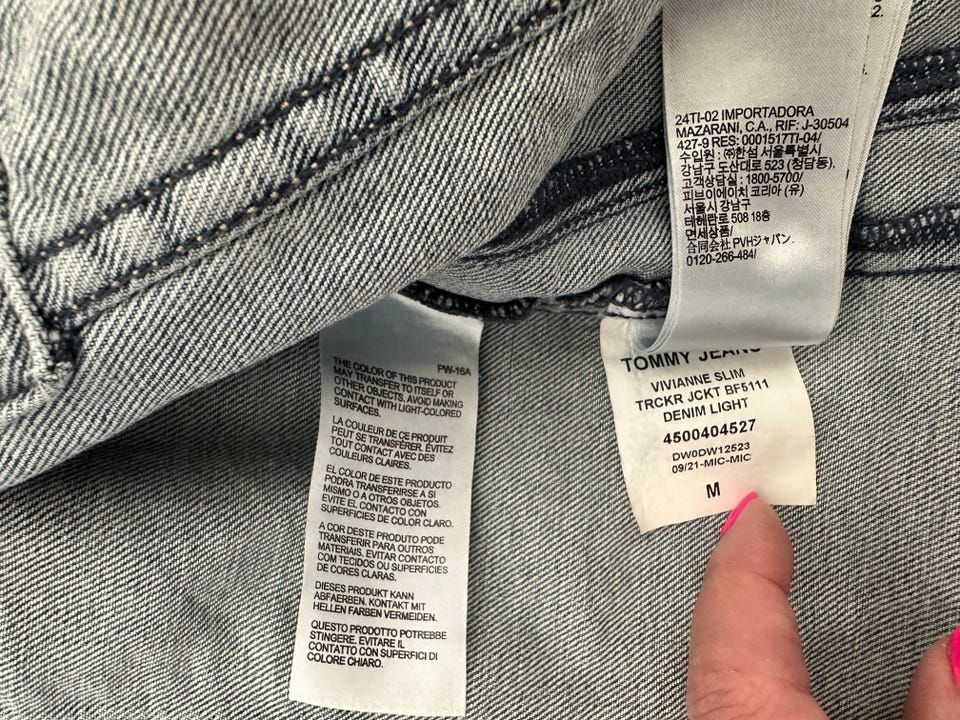 2.
24TI-02 IMPORTADORA
MAZARANI, C.A., RIF: J-30504
427-9 RES: 0001517TI-04/
수입원 : ㈜한섬 서울특별시
강남구 도산대로 523 (청담동),
고객상담실 : 1800-5700/
피브이에이치 코리아 (유)
서울시 강남구
테헤란로 508 18층
면세상품/
合同会社 PVHジャパン.
0120-266-484/
PW-16A
THE COLOR OF THIS PRODUCT
MAY TRANSFER TO ITSELF OR
OTHER OBJECTS. AVOID MAKING
CONTACT WITH LIGHT-COLORED
SURFACES.
LA COULEUR DE CE PRODUIT
PEUT SE TRANSFÉRER. ÉVITEZ
TOUT CONTACT AVEC DES
COULEURS CLAIRES.
EL COLOR DE ESTE PRODUCTO
PODRÁ TRANSFERIRSE A SÍ
MISMO O A OTROS OBJETOS.
EVITE EL CONTACTO CON
SUPERFICIES DE COLOR CLARO.
A COR DESTE PRODUTO PODE
TRANSFERIR PARA OUTROS
MATERIAIS. EVITAR CONTACTO
COM TECIDOS OU SUPERFICIES
DE CORES CLARAS.
DIESES PRODUKT KANN
ABFAERBEN. KONTAKT MIT
HELLEN FARBEN VERMEIDEN.
QUESTO PRODOTTO POTREBBE
STINGERE. EVITARE IL
CONTATTO CON SUPERFICI DI
COLORE CHIARO.
TOMMY JEANS
VIVIANNE SLIM
TRCKR JCKT BF5111
DENIM LIGHT
4500404527
DW0DW12523
09/21-MIC-MIC
M